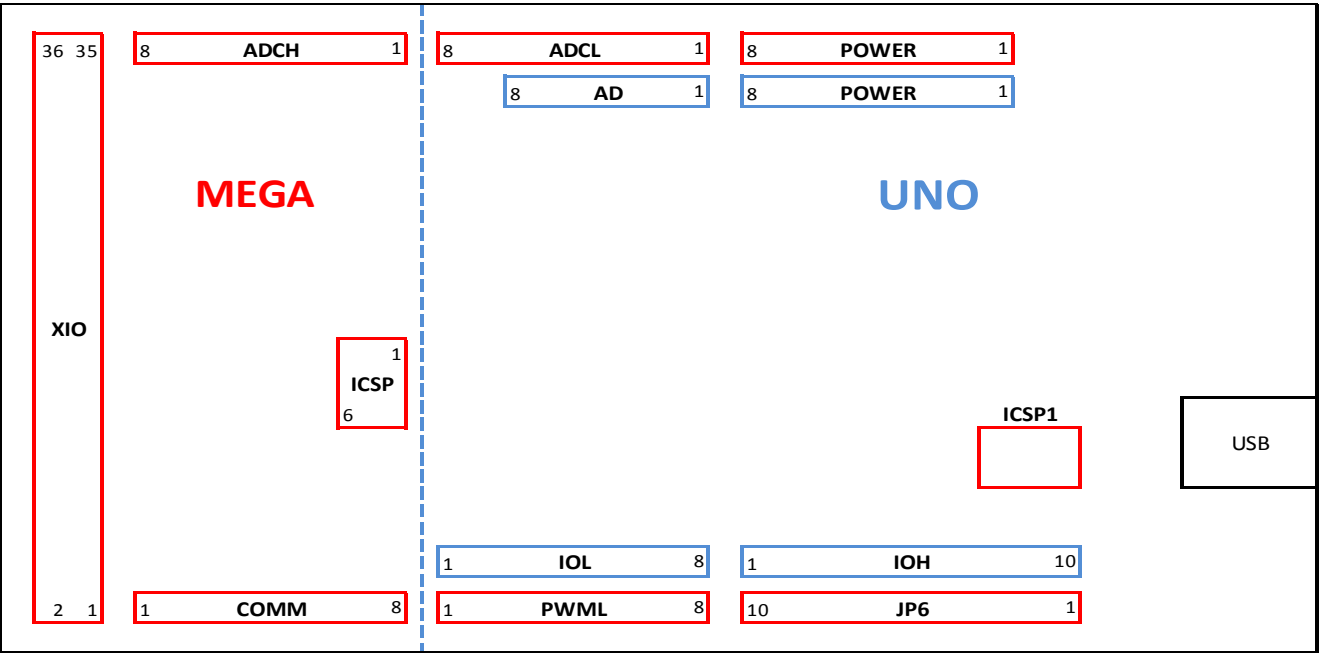 36 35 8 ADCH 1 8 ADCL 1 8 POWER 1
8 AD 1 8 POWER 1
MEGA UNO
XIO
1
ICSP
6
ICSP1
USB
1 IOL 8 1 IOH 10
2 1 1 COMM 8 1 PWML 8 10 JP6 1